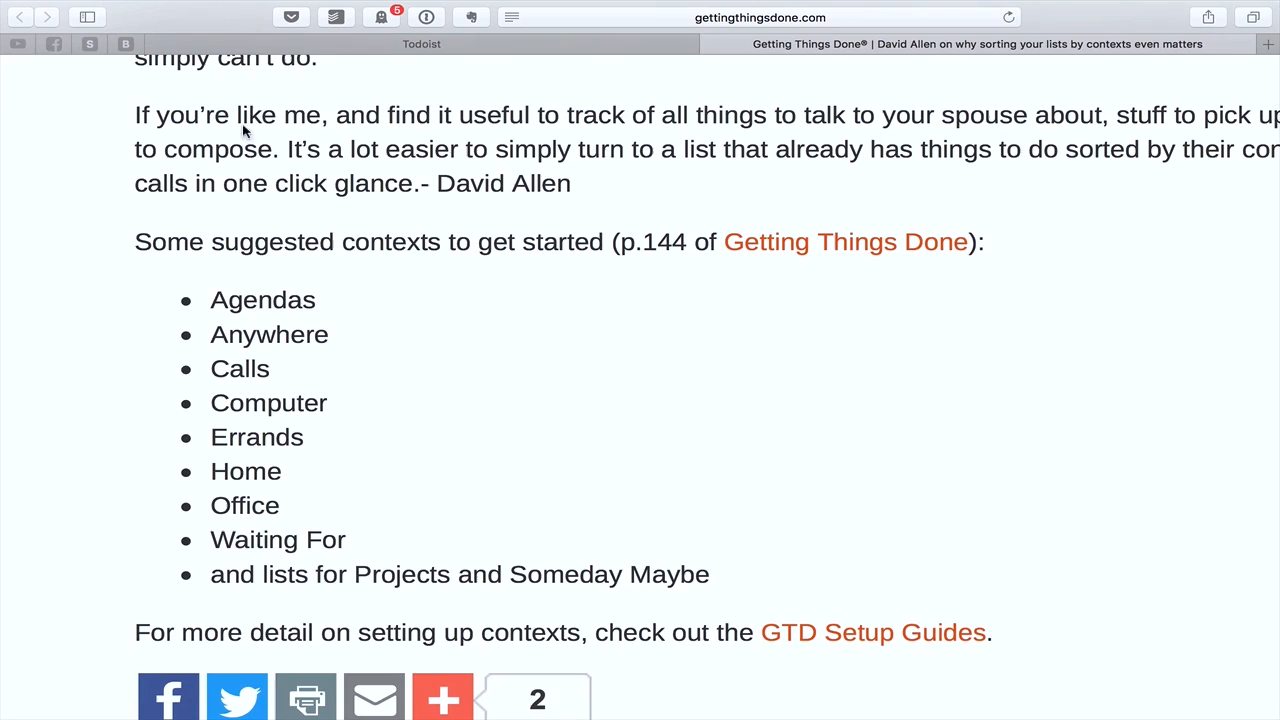 5
gettingthingsdone.com
S
B
Todoist
Getting Things Done® | David Allen on why sorting your lists by contexts even matters
simply can't do.
If you’re like me, and find it useful to track of all things to talk to your spouse about, stuff to pick up
to compose. It’s a lot easier to simply turn to a list that already has things to do sorted by their con
calls in one click glance.- David Allen
Some suggested contexts to get started (p.144 of Getting Things Done):
• Agendas
• Anywhere
• Calls
• Computer
• Errands
• Home
• Office
• Waiting For
• and lists for Projects and Someday Maybe
For more detail on setting up contexts, check out the GTD Setup Guides.
2